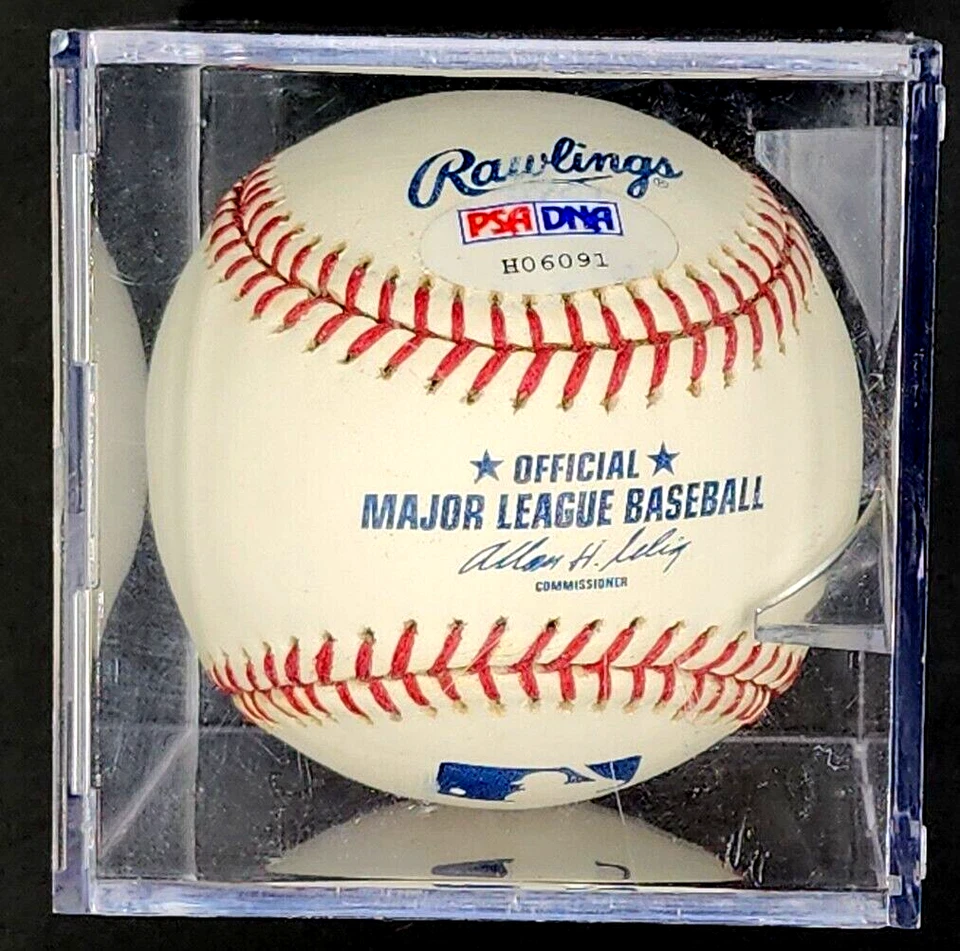 Rawlings®
PSA DNA
H06091
★ OFFICIAL ★
MAJOR LEAGUE BASEBALL
Allan H. Selig
COMMISSIONER